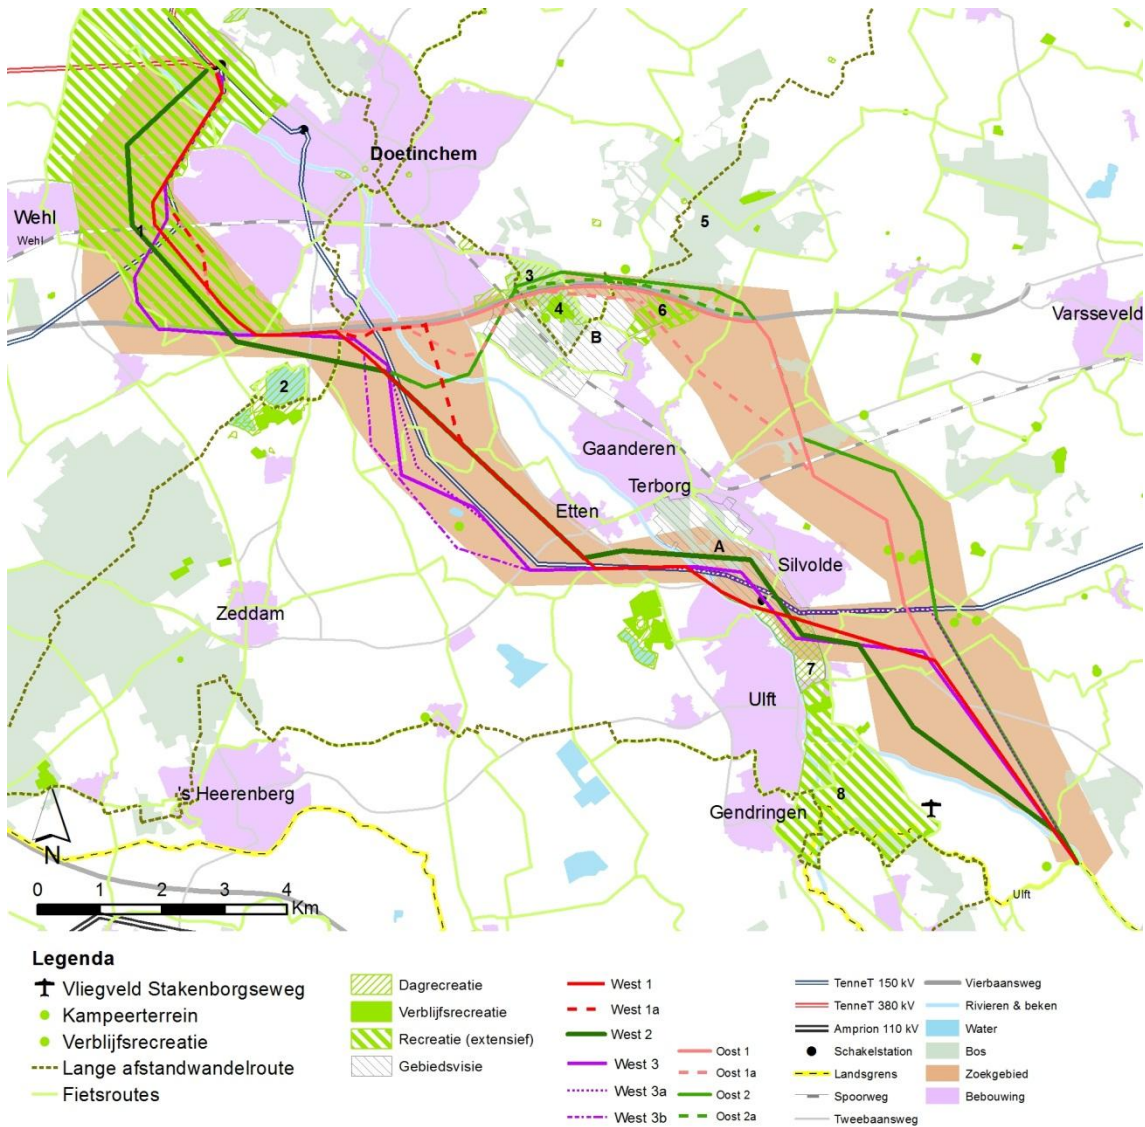 Doetinchem
Wehl
Wehl
1
2
3
4
5
6
B
Varsseveld
Gaanderen
Terborg
Etten
A
Silvolde
Zeddam
7
Ulft
's Heerenberg
Gendringen
8
Ulft
N
0 1 2 3 4
Km
Legenda
Vliegveld Stakenborgseweg
Kampeerterrein
Verblijfsrecreatie
Lange afstandwandelroute
Fietsroutes
Dagrecreatie
Verblijfsrecreatie
Recreatie (extensief)
Gebiedsvisie
West 1
West 1a
West 2
West 3
West 3a
West 3b
Oost 1
Oost 1a
Oost 2
Oost 2a
TenneT 150 kV
TenneT 380 kV
Amprion 110 kV
Schakelstation
Landsgrens
Spoorweg
Tweebaansweg
Vierbaansweg
Rivieren & beken
Water
Bos
Zoekgebied
Bebouwing